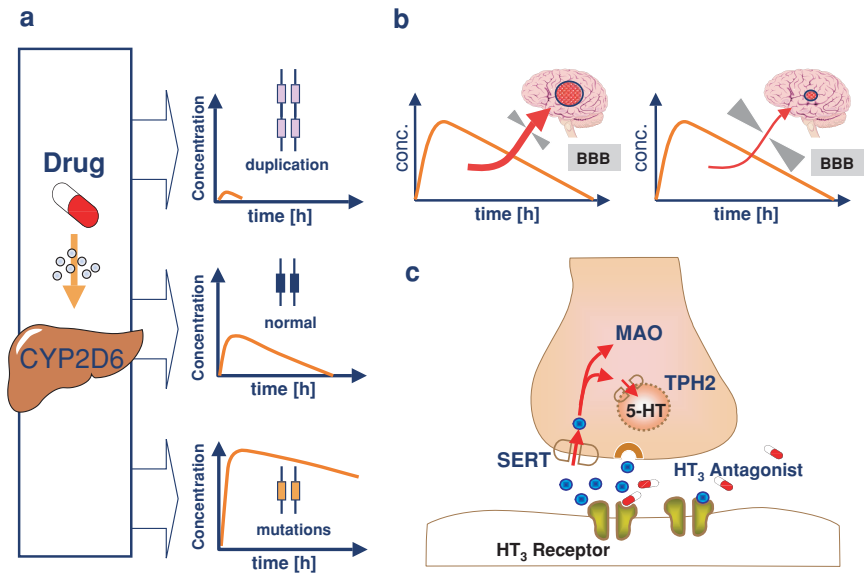 a
Drug
CYP2D6
Concentration
duplication
time [h]
Concentration
normal
time [h]
Concentration
mutations
time [h]
b
conc.
BBB
time [h]
conc.
BBB
time [h]
c
MAO
TPH2
5-HT
SERT
HT₃ Antagonist
HT₃ Receptor